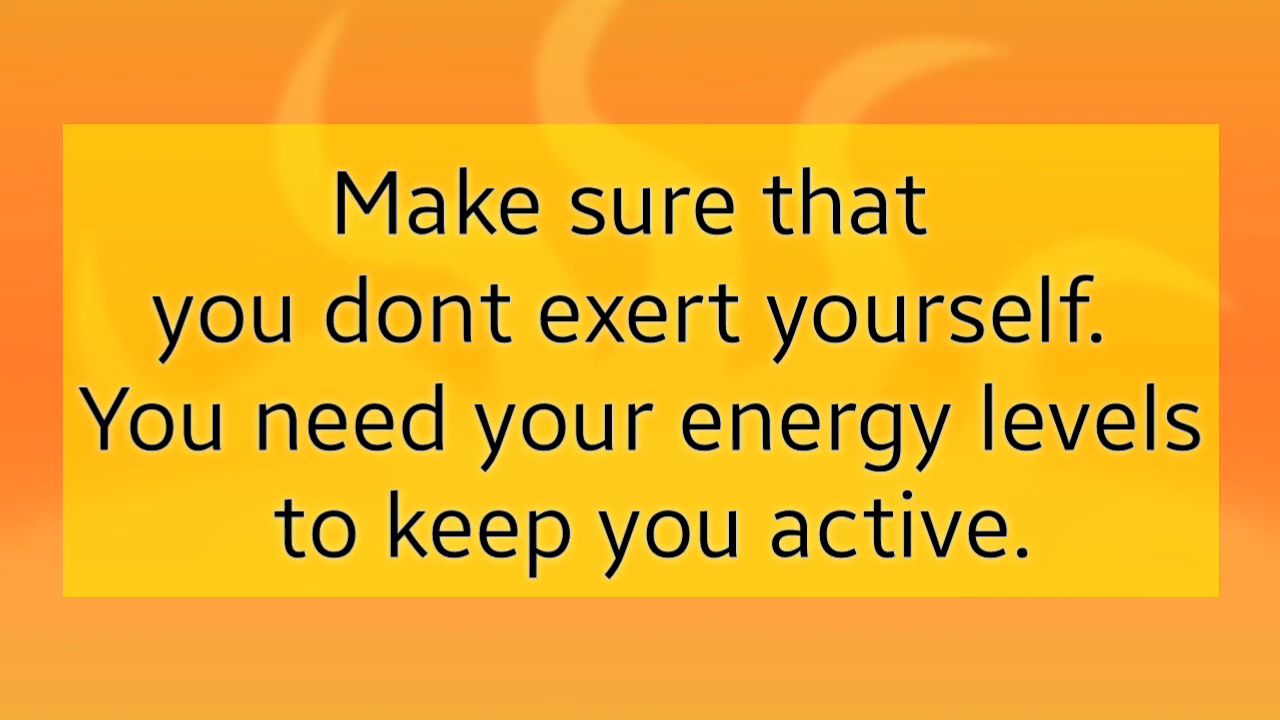 Make sure that
you dont exert yourself.
You need your energy levels
to keep you active.